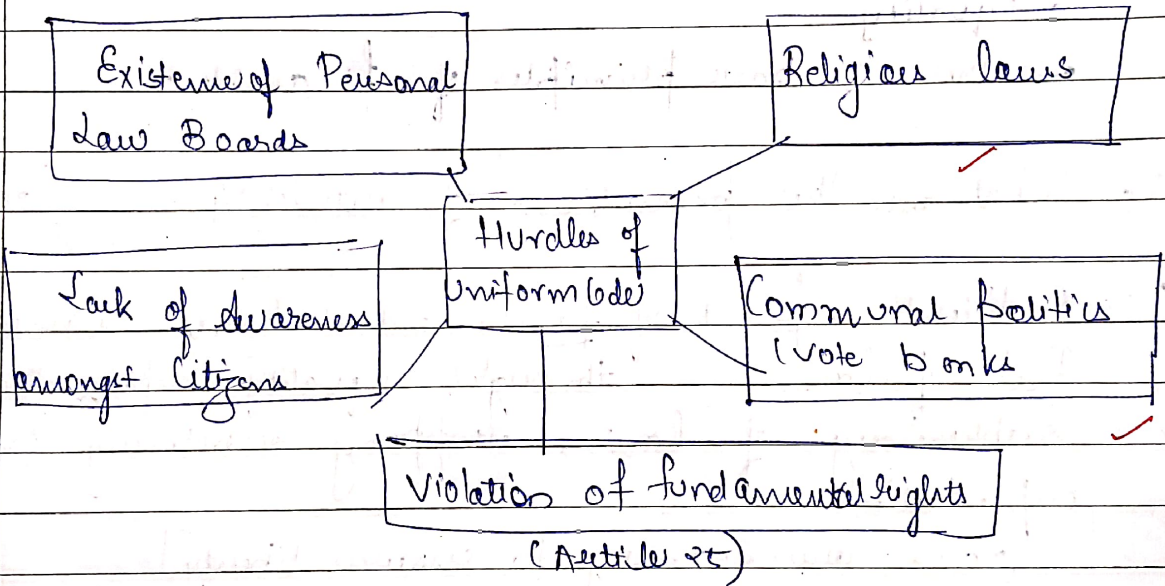 Existence of Personal
Law Boards
Religious laws
Hurdles of
Uniform Code
Lack of awareness
amongst Citizens
Communal politics
(vote banks
Violation of fundamental rights
(Article 25)